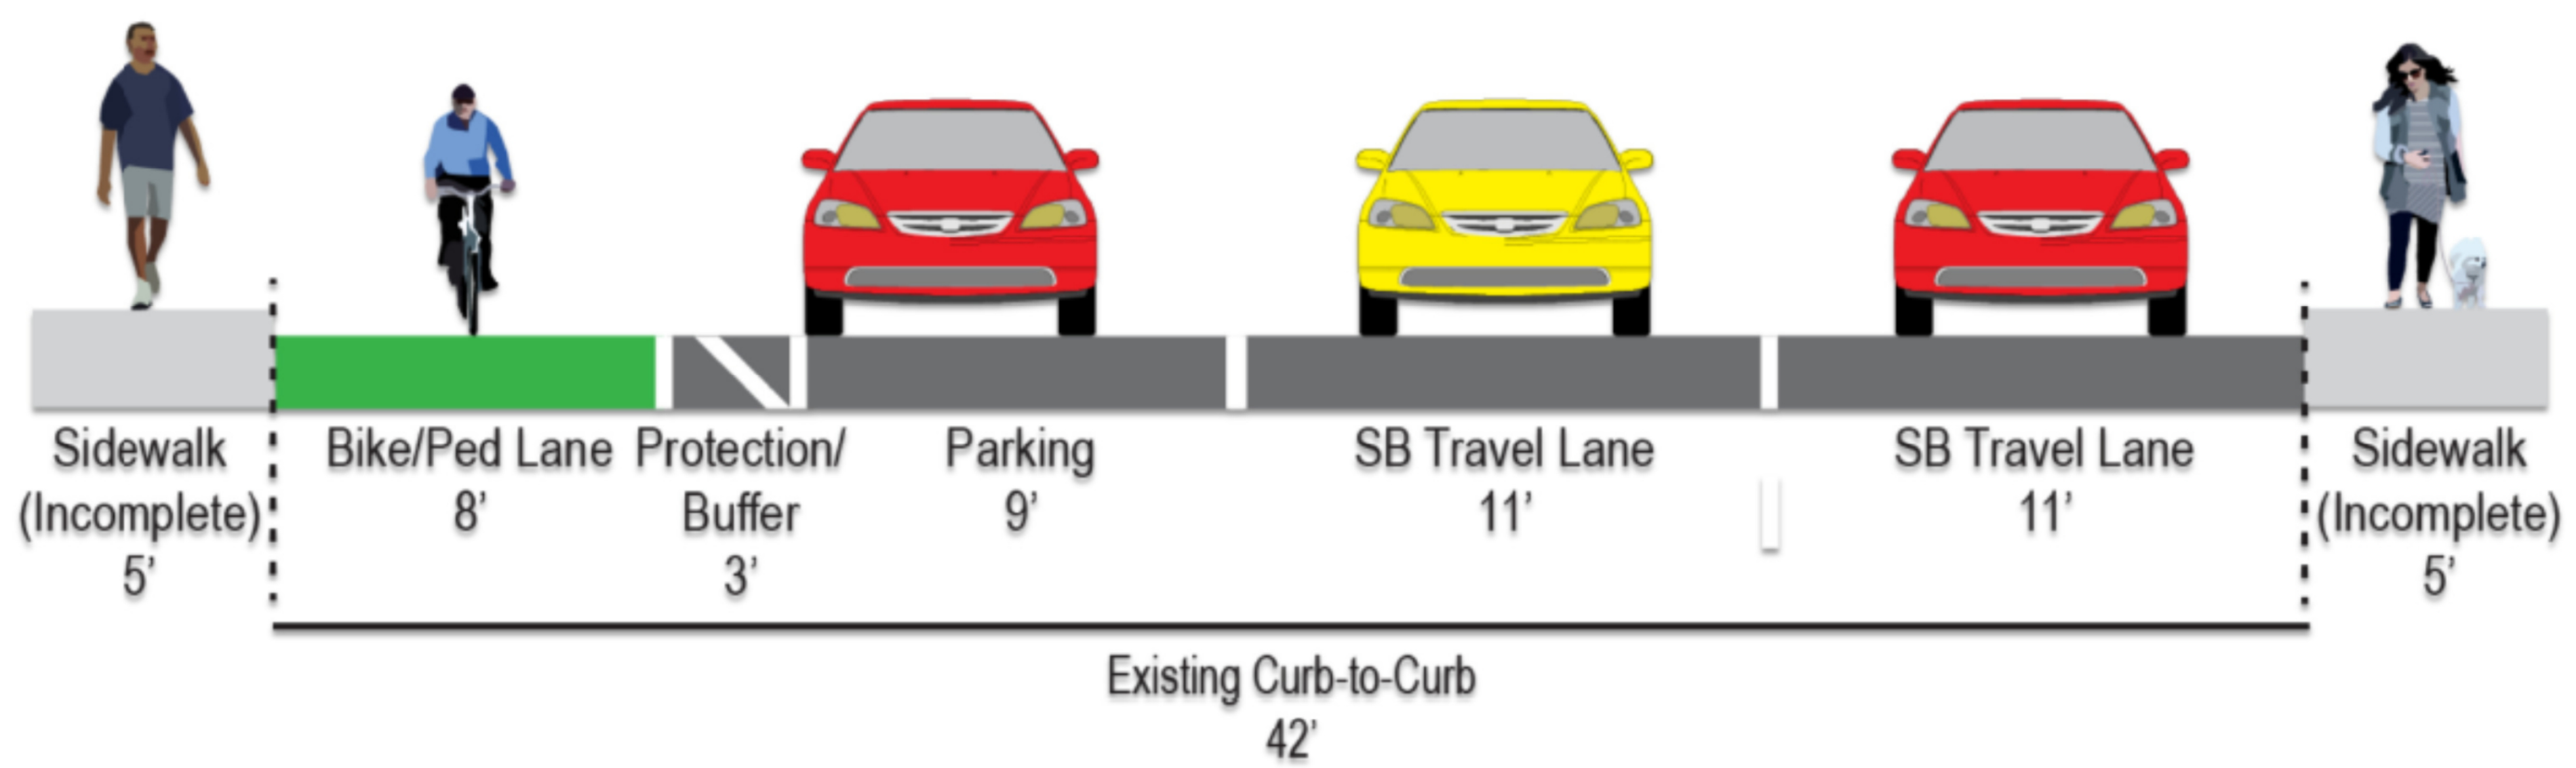 Sidewalk
(Incomplete)
5’
Bike/Ped Lane
8’
Protection/
Buffer
3’
Parking
9’
SB Travel Lane
11’
SB Travel Lane
11’
Sidewalk
(Incomplete)
5’
Existing Curb-to-Curb
42’